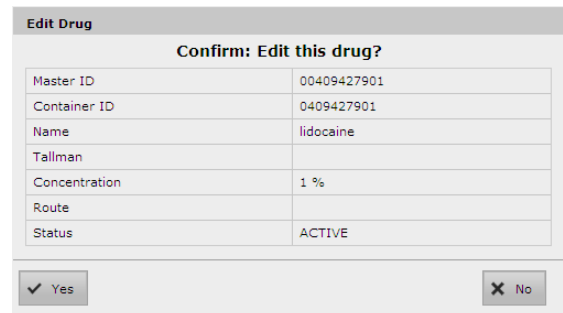 Edit Drug
Confirm: Edit this drug?
Master ID 00409427901
Container ID 0409427901
Name lidocaine
Tallman
Concentration 1 %
Route
Status ACTIVE
Yes No